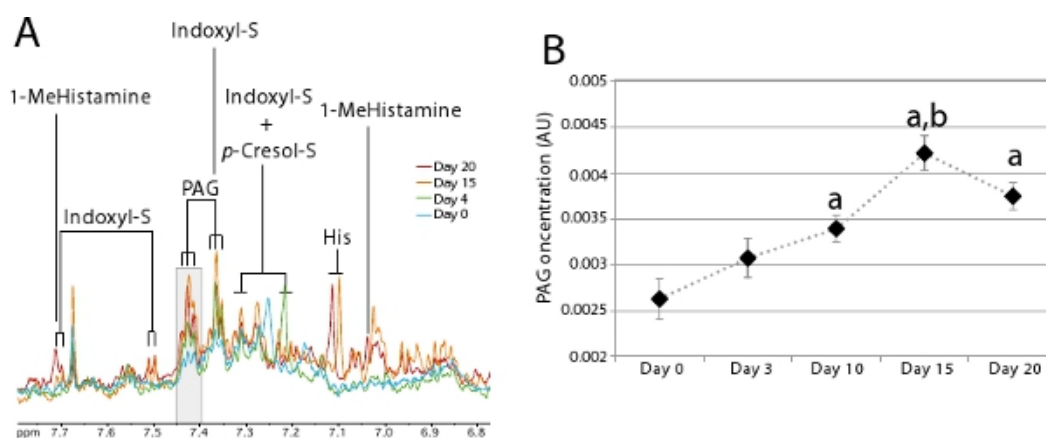 A
Indoxyl-S
1-MeHistamine
Indoxyl-S
+
p-Cresol-S
1-MeHistamine
Day 20
Day 15
Day 4
Day 0
PAG
Indoxyl-S
His
ppm 7.7 7.6 7.5 7.4 7.3 7.2 7.1 7.0 6.9 6.8
B
PAG oncentration (AU)
0.005
0.0045
0.004
0.0035
0.003
0.0025
0.002
a
a,b
a
Day 0 Day 3 Day 10 Day 15 Day 20